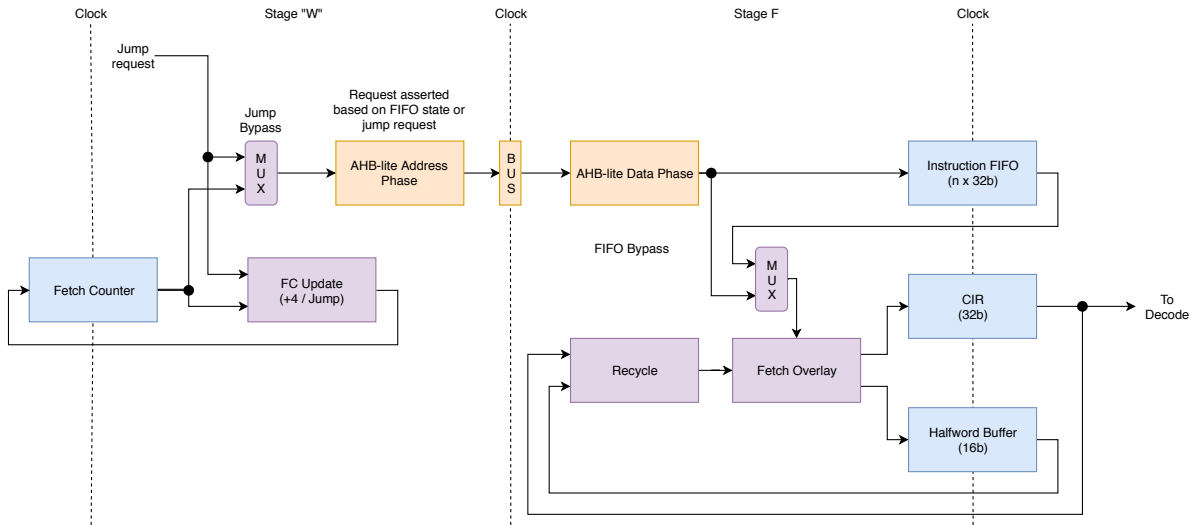 Clock
Stage "W"
Clock
Stage F
Clock
Jump
request
Jump
Bypass
Request asserted
based on FIFO state or
jump request
M
U
X
AHB-lite Address
Phase
B
U
S
AHB-lite Data Phase
Instruction FIFO
(n x 32b)
FIFO Bypass
M
U
X
Fetch Counter
FC Update
(+4 / Jump)
CIR
(32b)
To
Decode
Recycle
Fetch Overlay
Halfword Buffer
(16b)